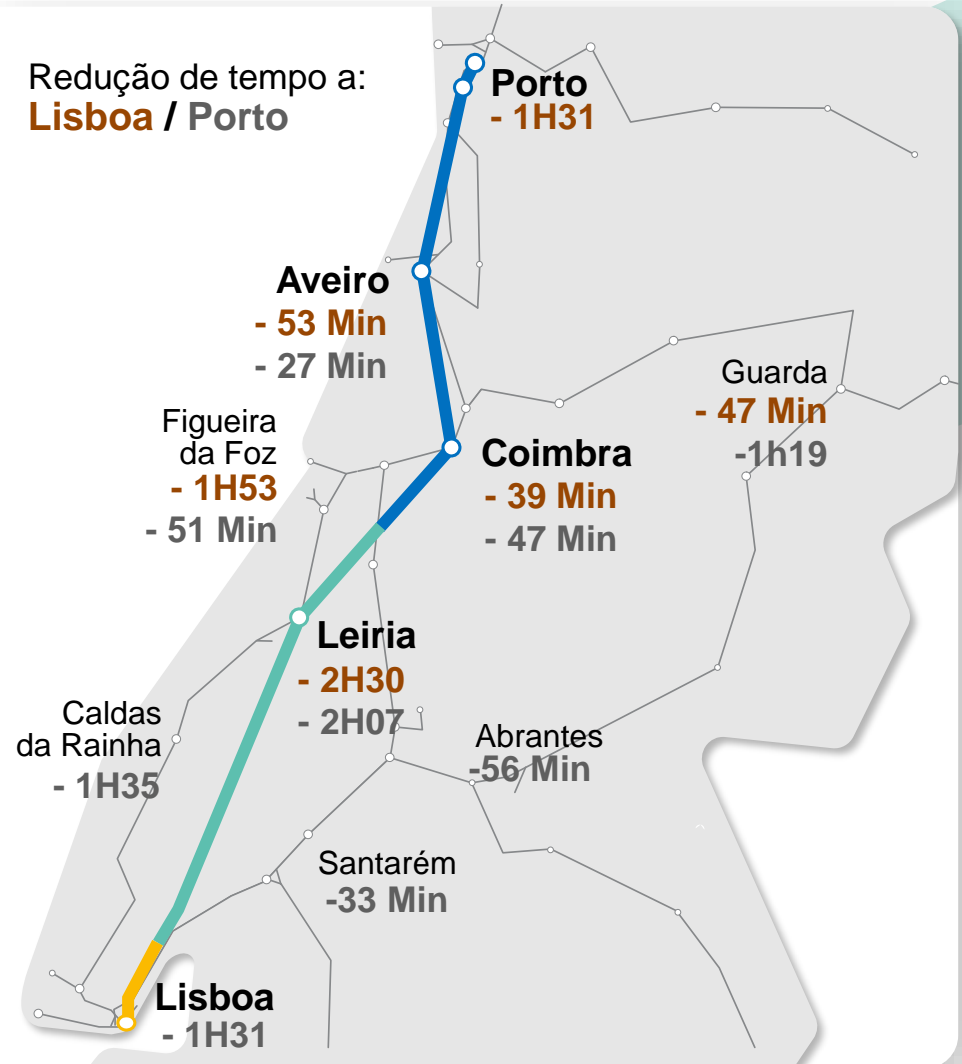 Redução de tempo a:
Lisboa / Porto
Porto
- 1H31
Aveiro
- 53 Min
- 27 Min
Guarda
- 47 Min
-1h19
Figueira
da Foz
- 1H53
- 51 Min
Coimbra
- 39 Min
- 47 Min
Leiria
- 2H30
- 2H07
Caldas
da Rainha
- 1H35
Abrantes
-56 Min
Santarém
-33 Min
Lisboa
- 1H31